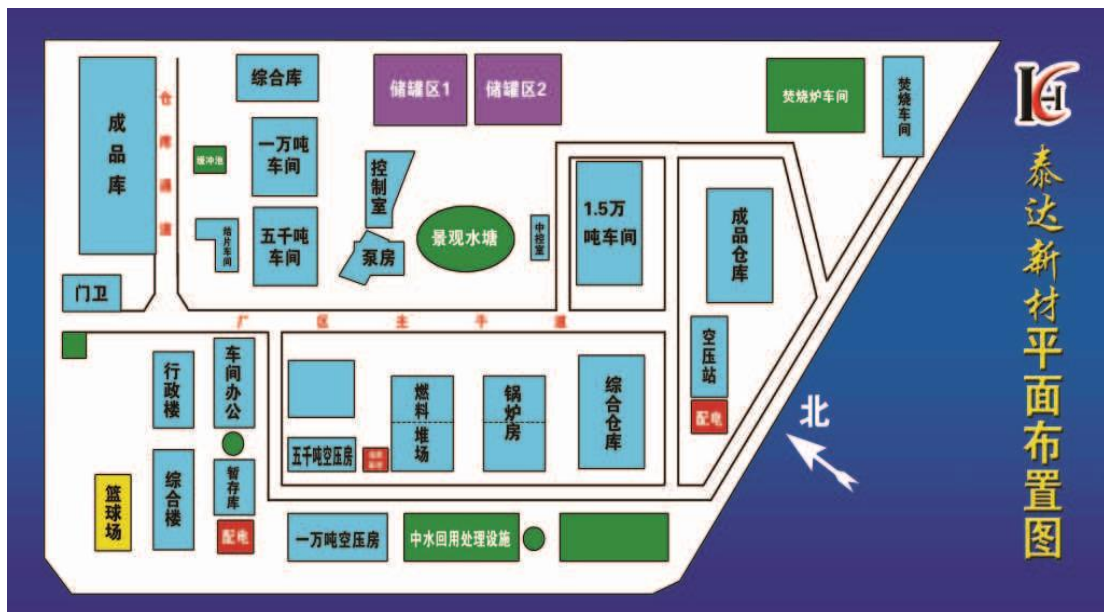 泰达新材平面布置图
综合库
储罐区1
储罐区2
焚烧炉车间
焚烧车间
成品库
仓库通道
一万吨
车间
缓冲池
控制室
1.5万
吨车间
成品仓库
五千吨
车间
泵房
景观水塘
中控室
门卫
厂区主干道
行政楼
车间办公
燃料堆场
锅炉房
综合仓库
空压站
配电
北
五千吨空压房
篮球场
综合楼
暂存库
配电
一万吨空压房
中水回用处理设施